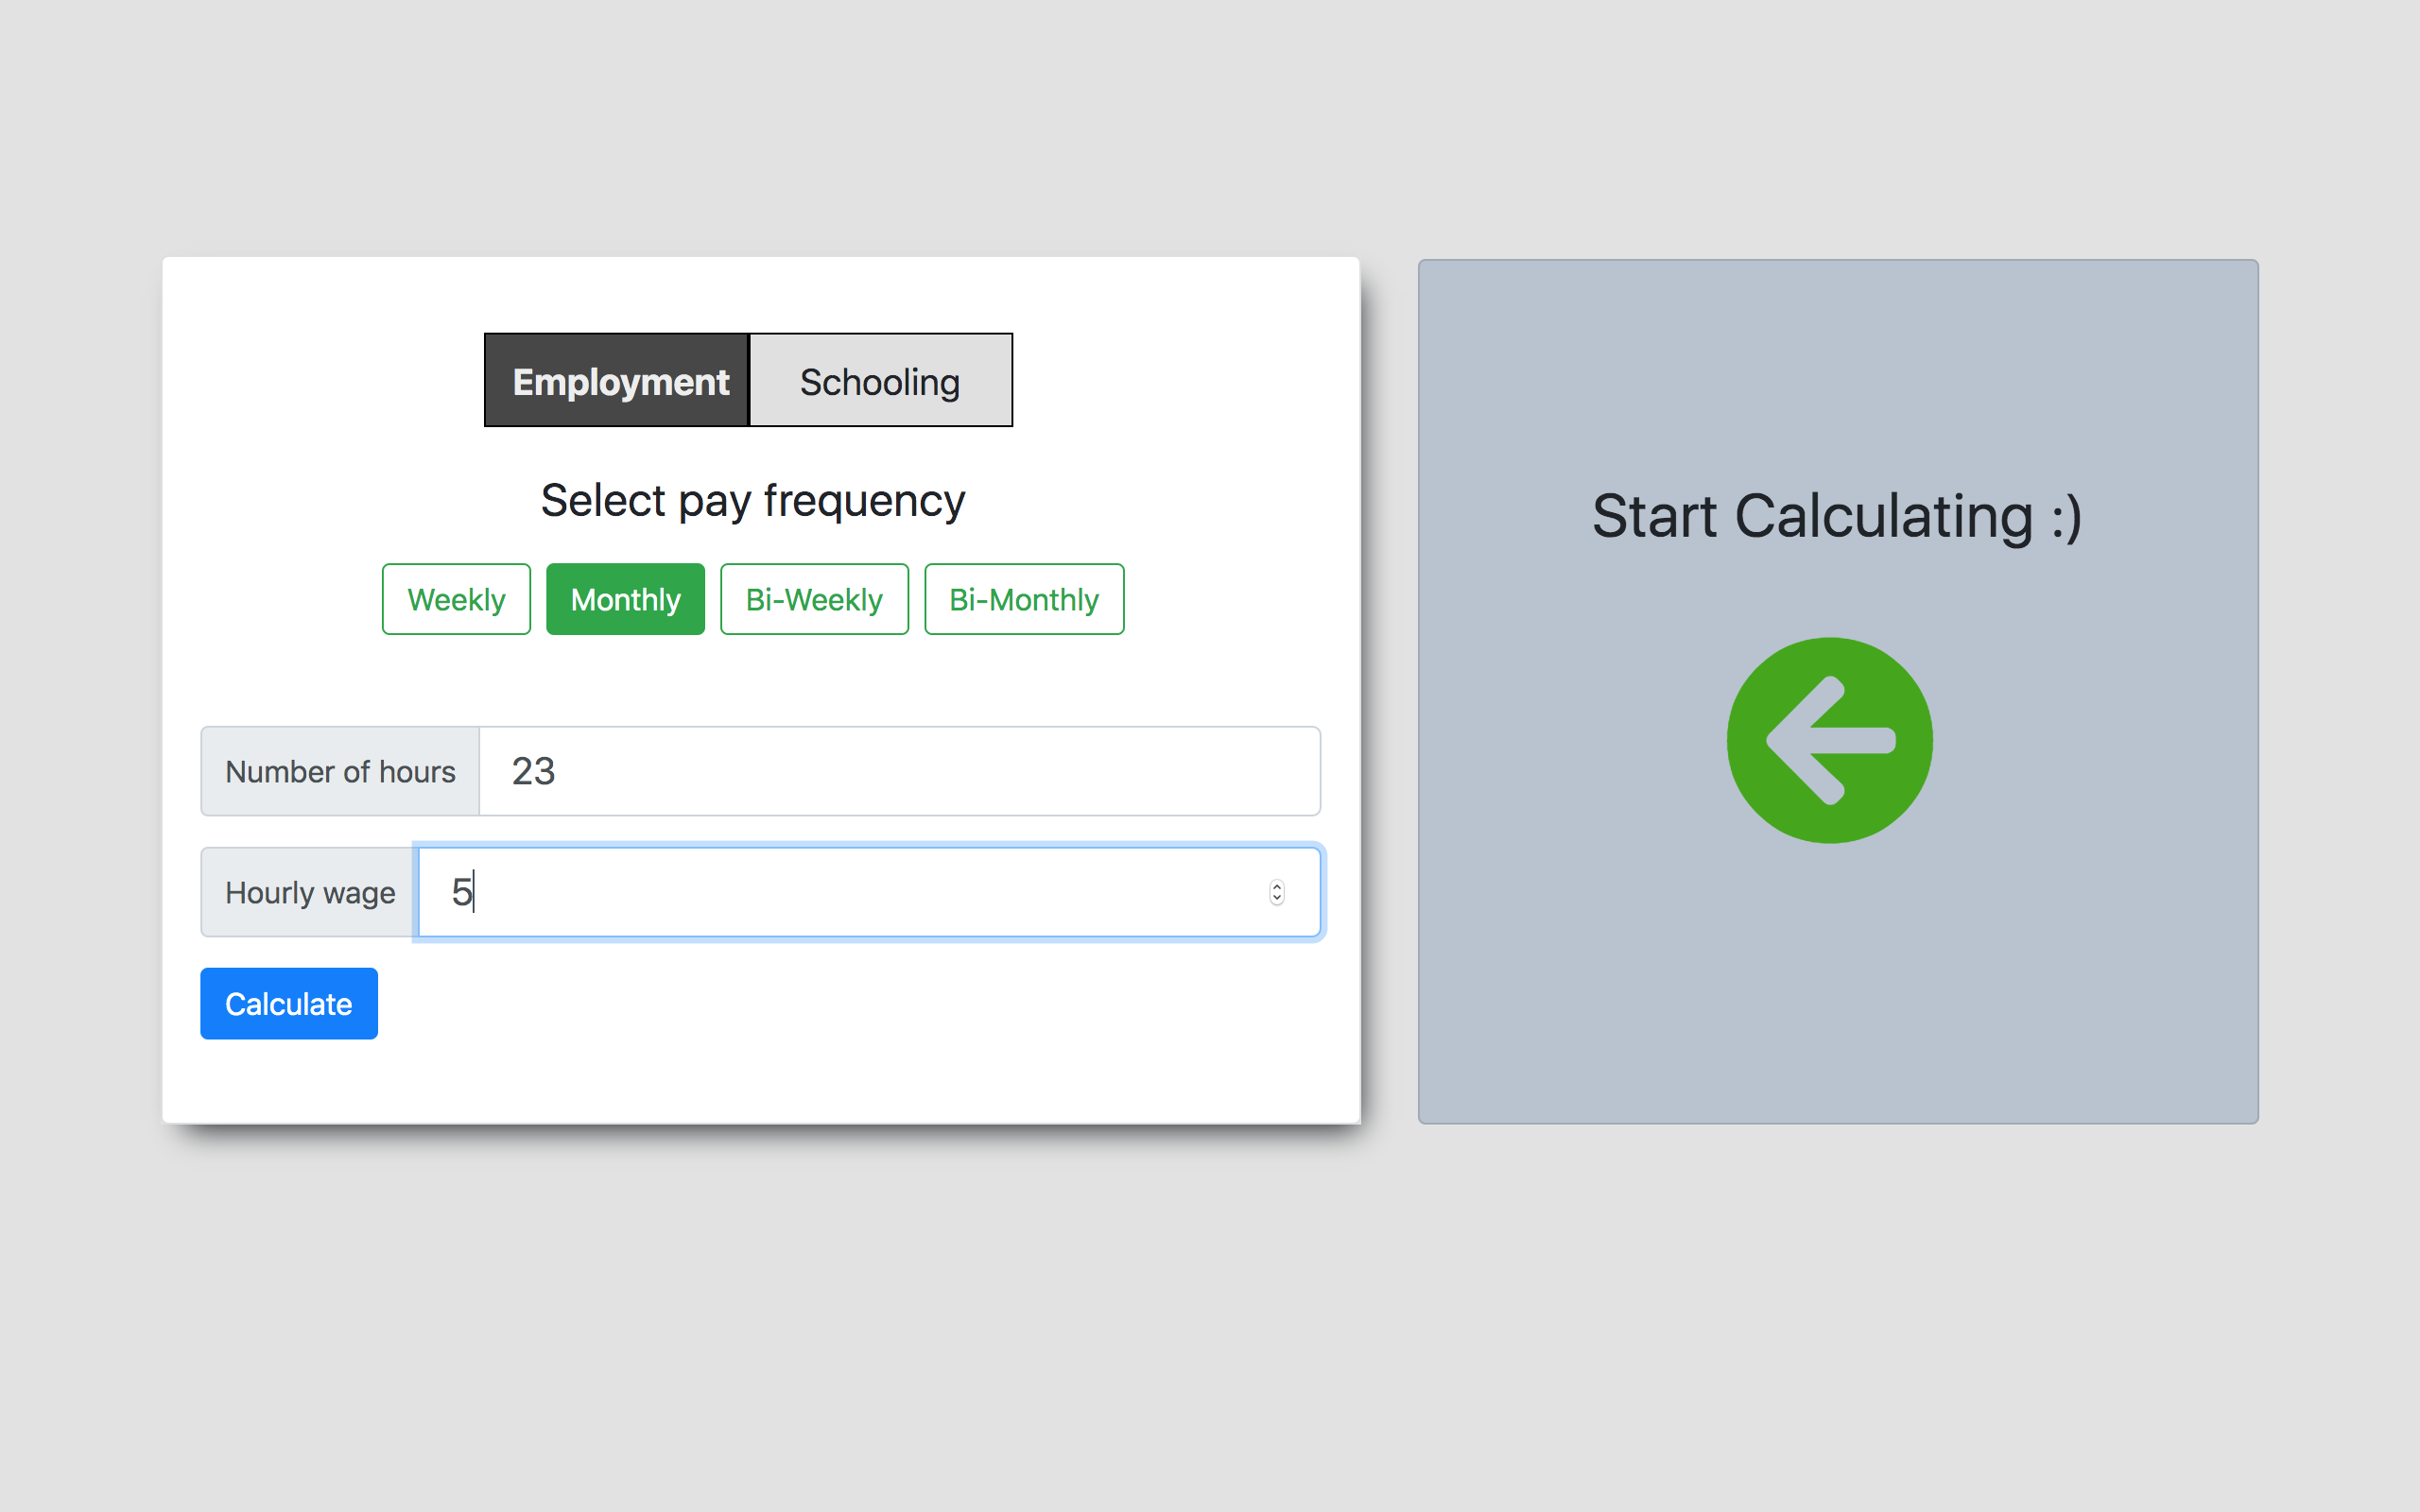 Employment Schooling
Select pay frequency
Weekly Monthly Bi-Weekly Bi-Monthly
Number of hours 23
Hourly wage 5
Calculate
Start Calculating :)